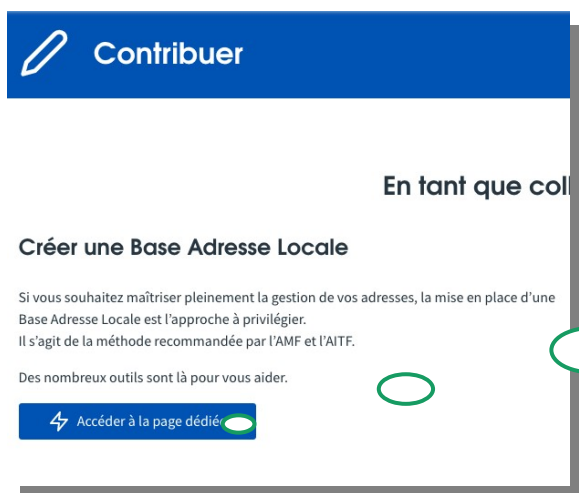 Contribuer
En tant que coll
Créer une Base Adresse Locale
Si vous souhaitez maîtriser pleinement la gestion de vos adresses, la mise en place d'une
Base Adresse Locale est l'approche à privilégier.
Il s'agit de la méthode recommandée par l'AMF et l'AITF.
Des nombreux outils sont là pour vous aider.
Accéder à la page dédiée